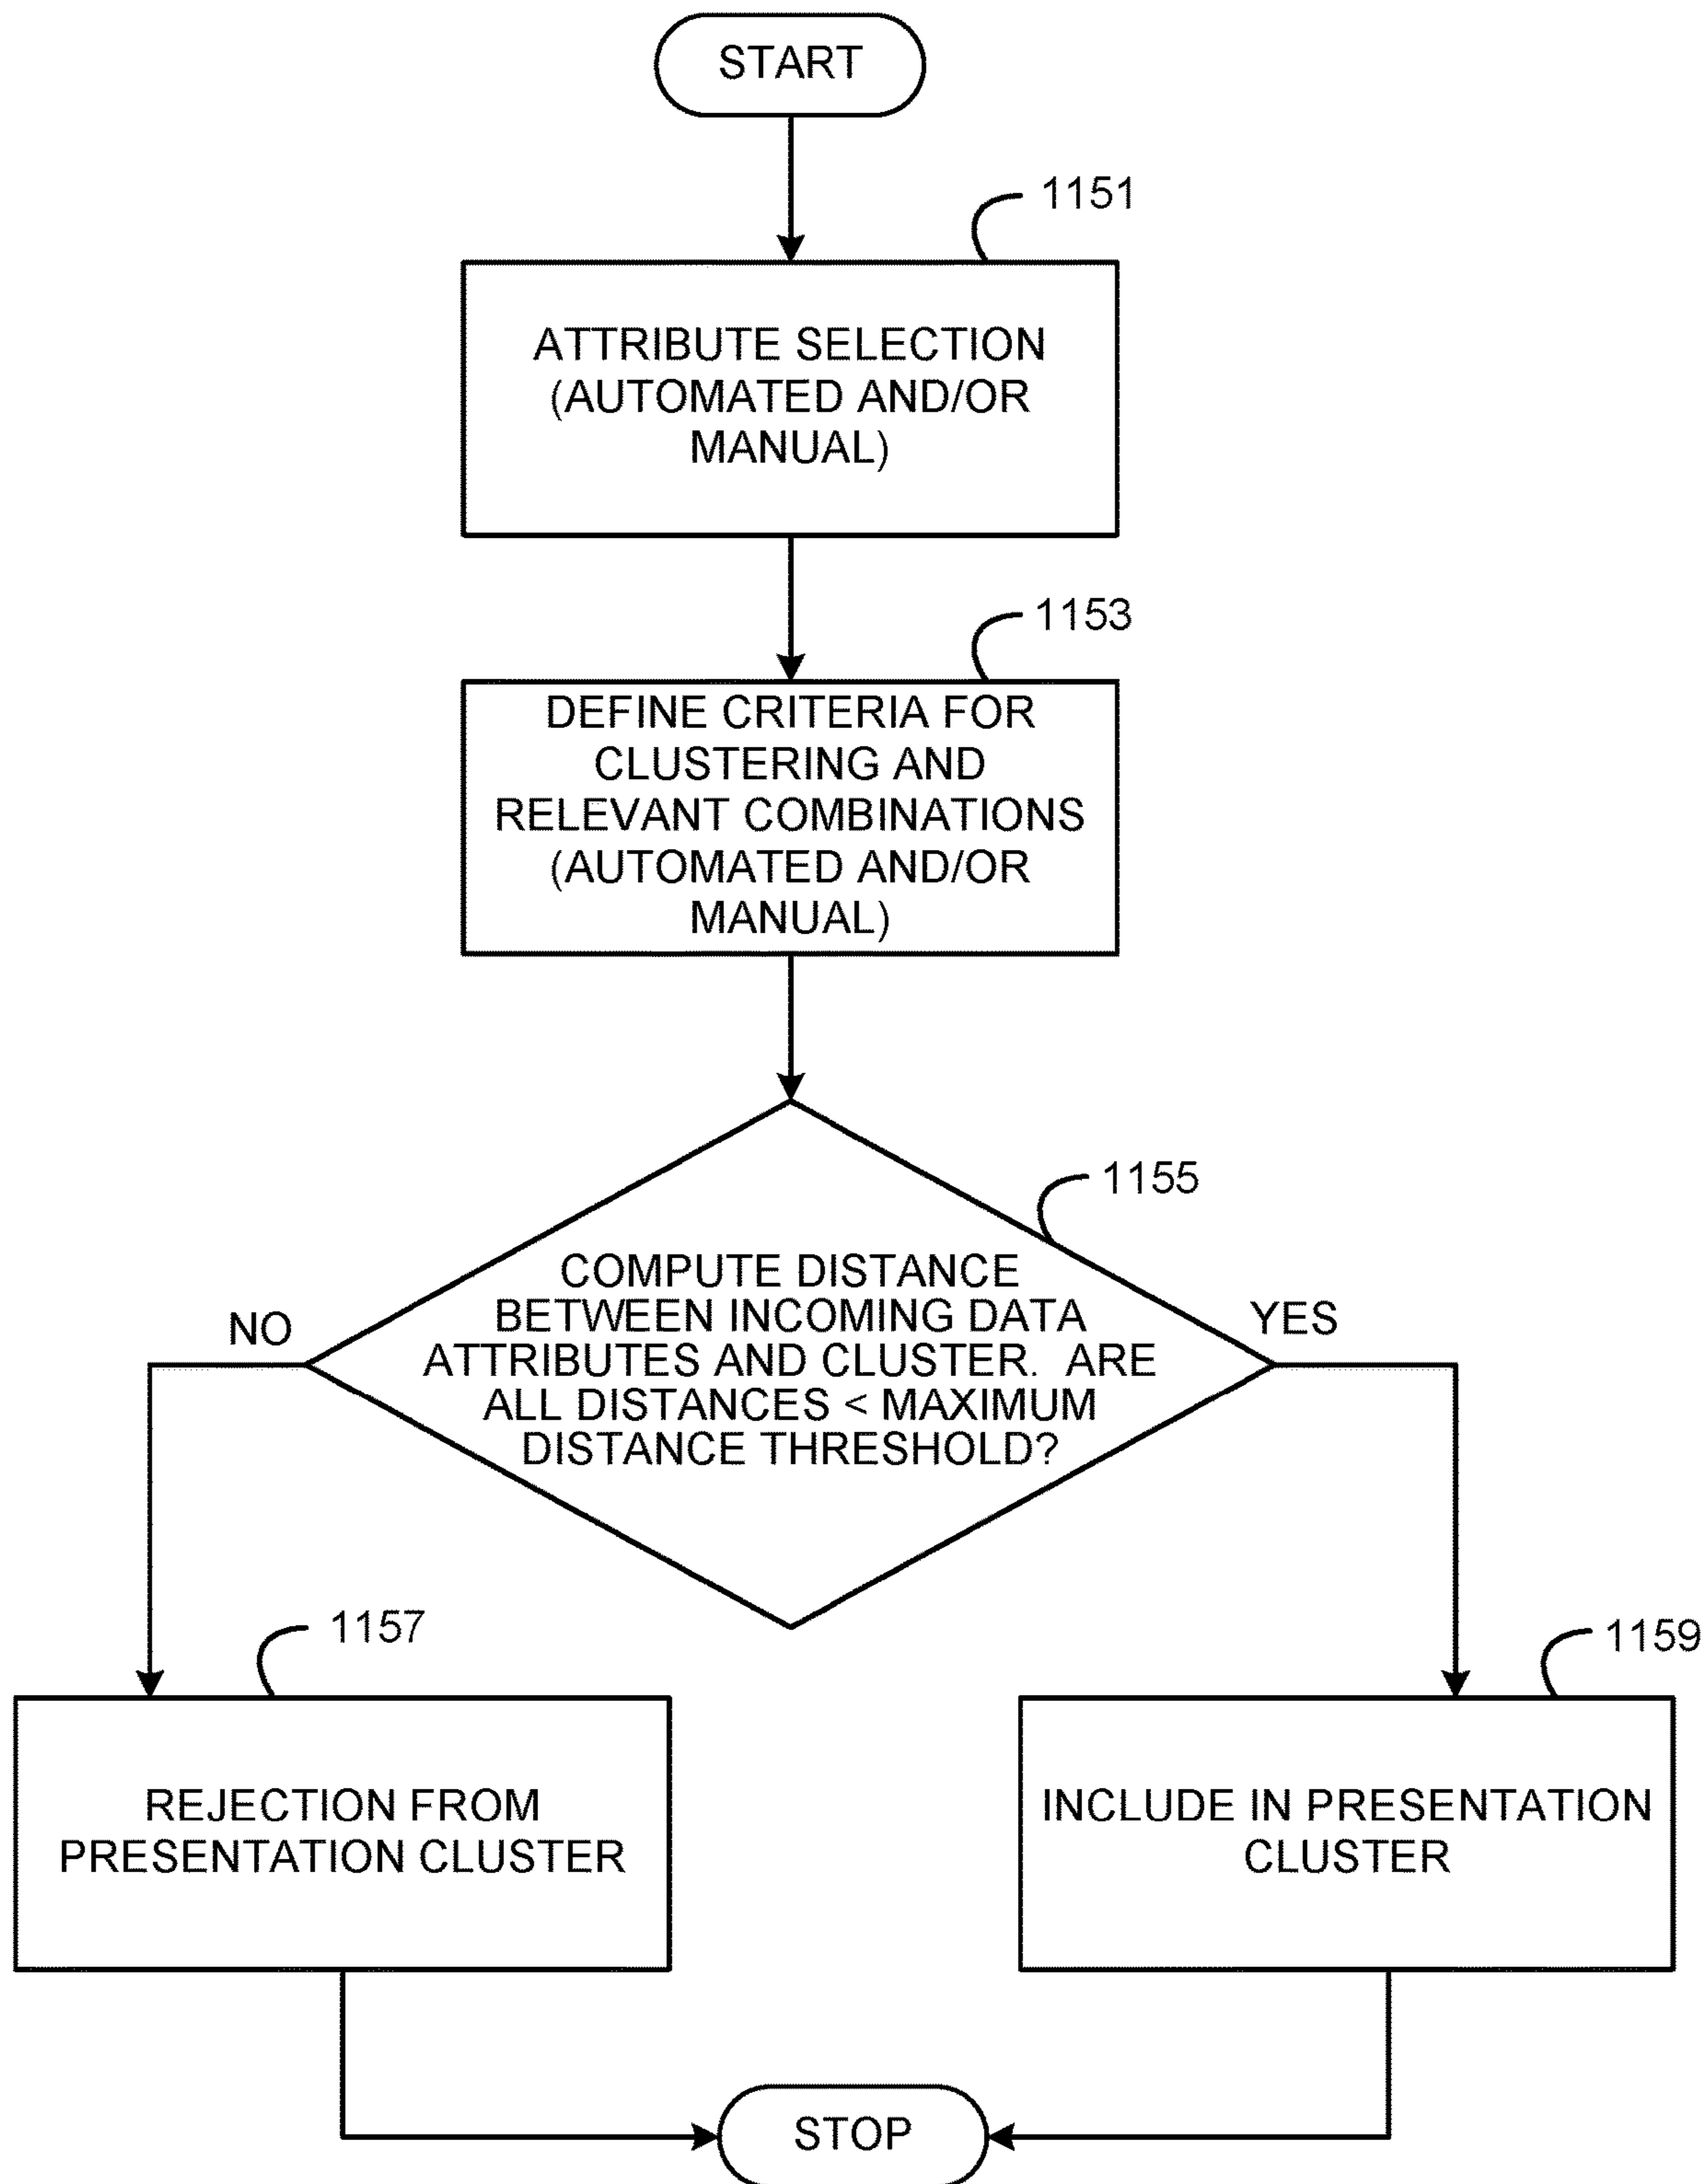 START
1151
ATTRIBUTE SELECTION
(AUTOMATED AND/OR
MANUAL)
1153
DEFINE CRITERIA FOR
CLUSTERING AND
RELEVANT COMBINATIONS
(AUTOMATED AND/OR
MANUAL)
1155
COMPUTE DISTANCE
BETWEEN INCOMING DATA
ATTRIBUTES AND CLUSTER. ARE
ALL DISTANCES < MAXIMUM
DISTANCE THRESHOLD?
NO
YES
1157
REJECTION FROM
PRESENTATION CLUSTER
1159
INCLUDE IN PRESENTATION
CLUSTER
STOP